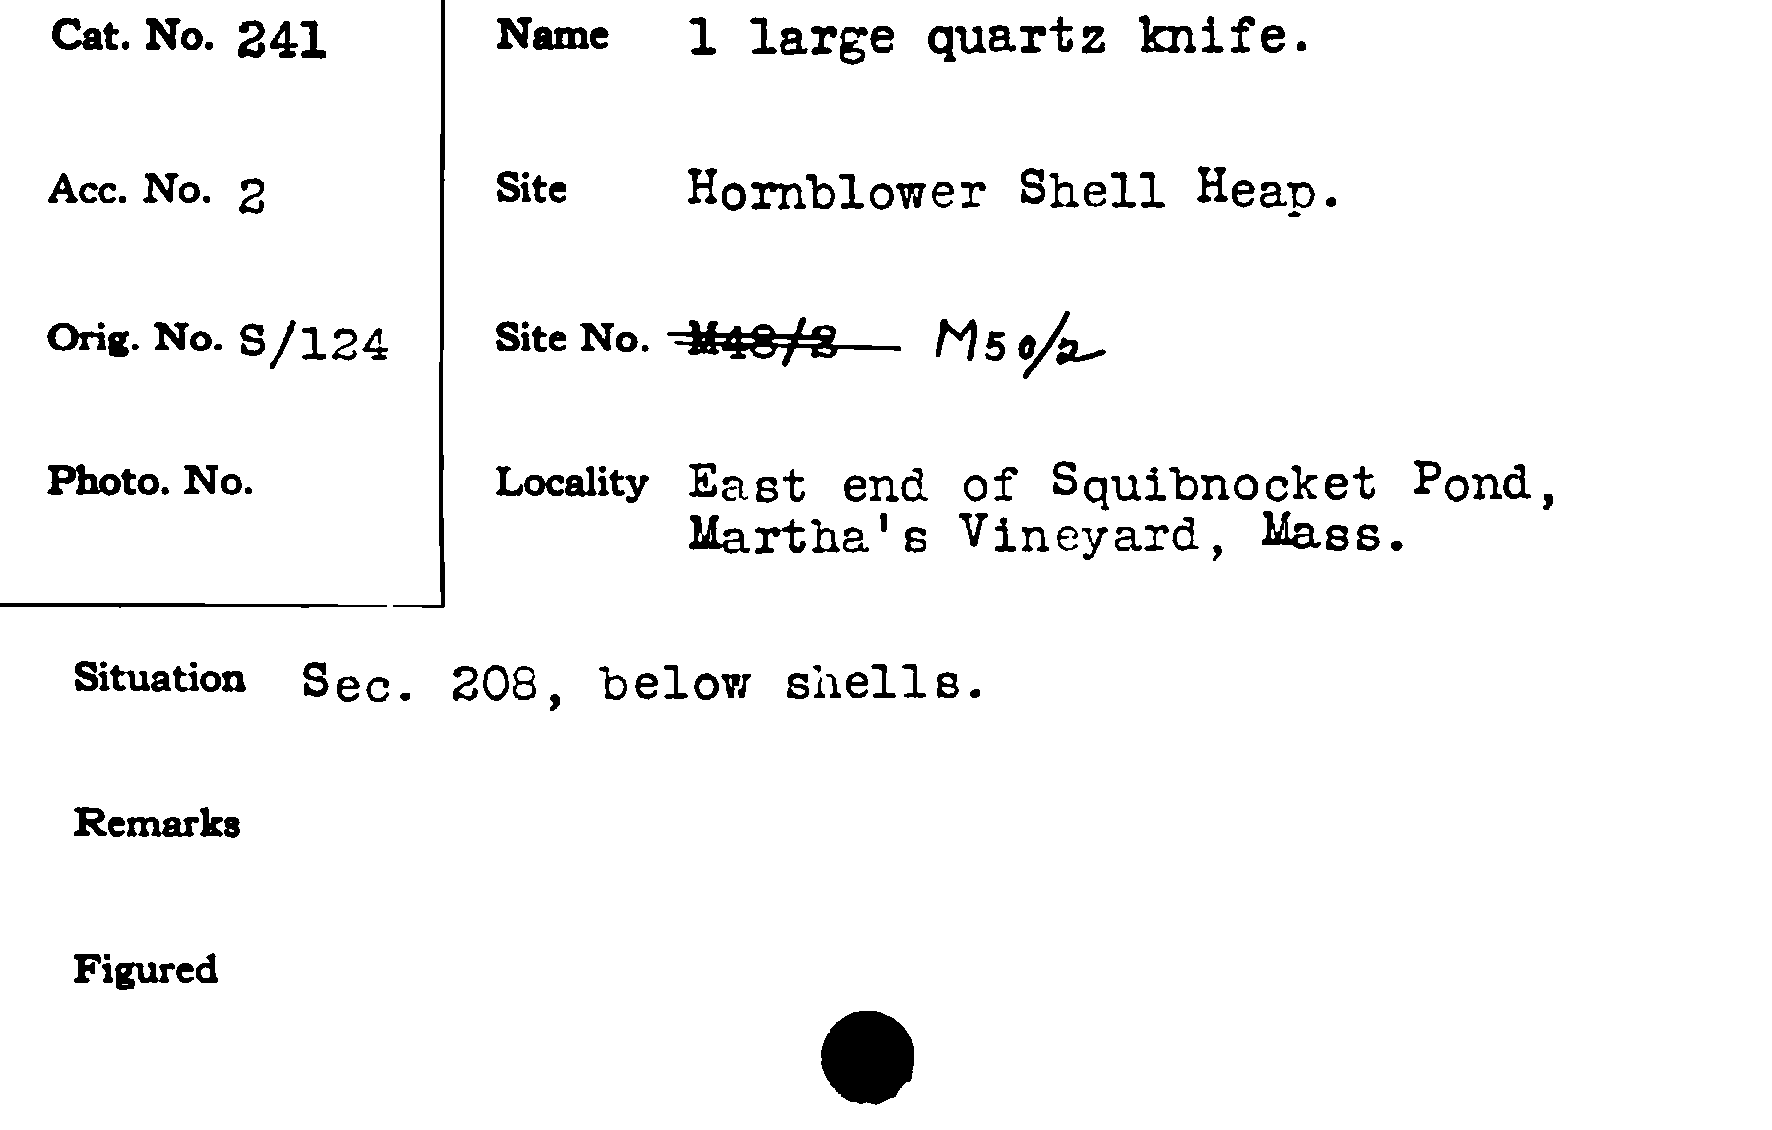 Cat. No. 241
Name 1 large quartz knife.
Acc. No. 2
Site Hornblower Shell Heap.
Orig. No. S/124
Site No. M48/2 M50/2
Photo. No.
Locality East end of Squibnocket Pond,
Martha's Vineyard, Mass.
Situation Sec. 208, below shells.
Remarks
Figured